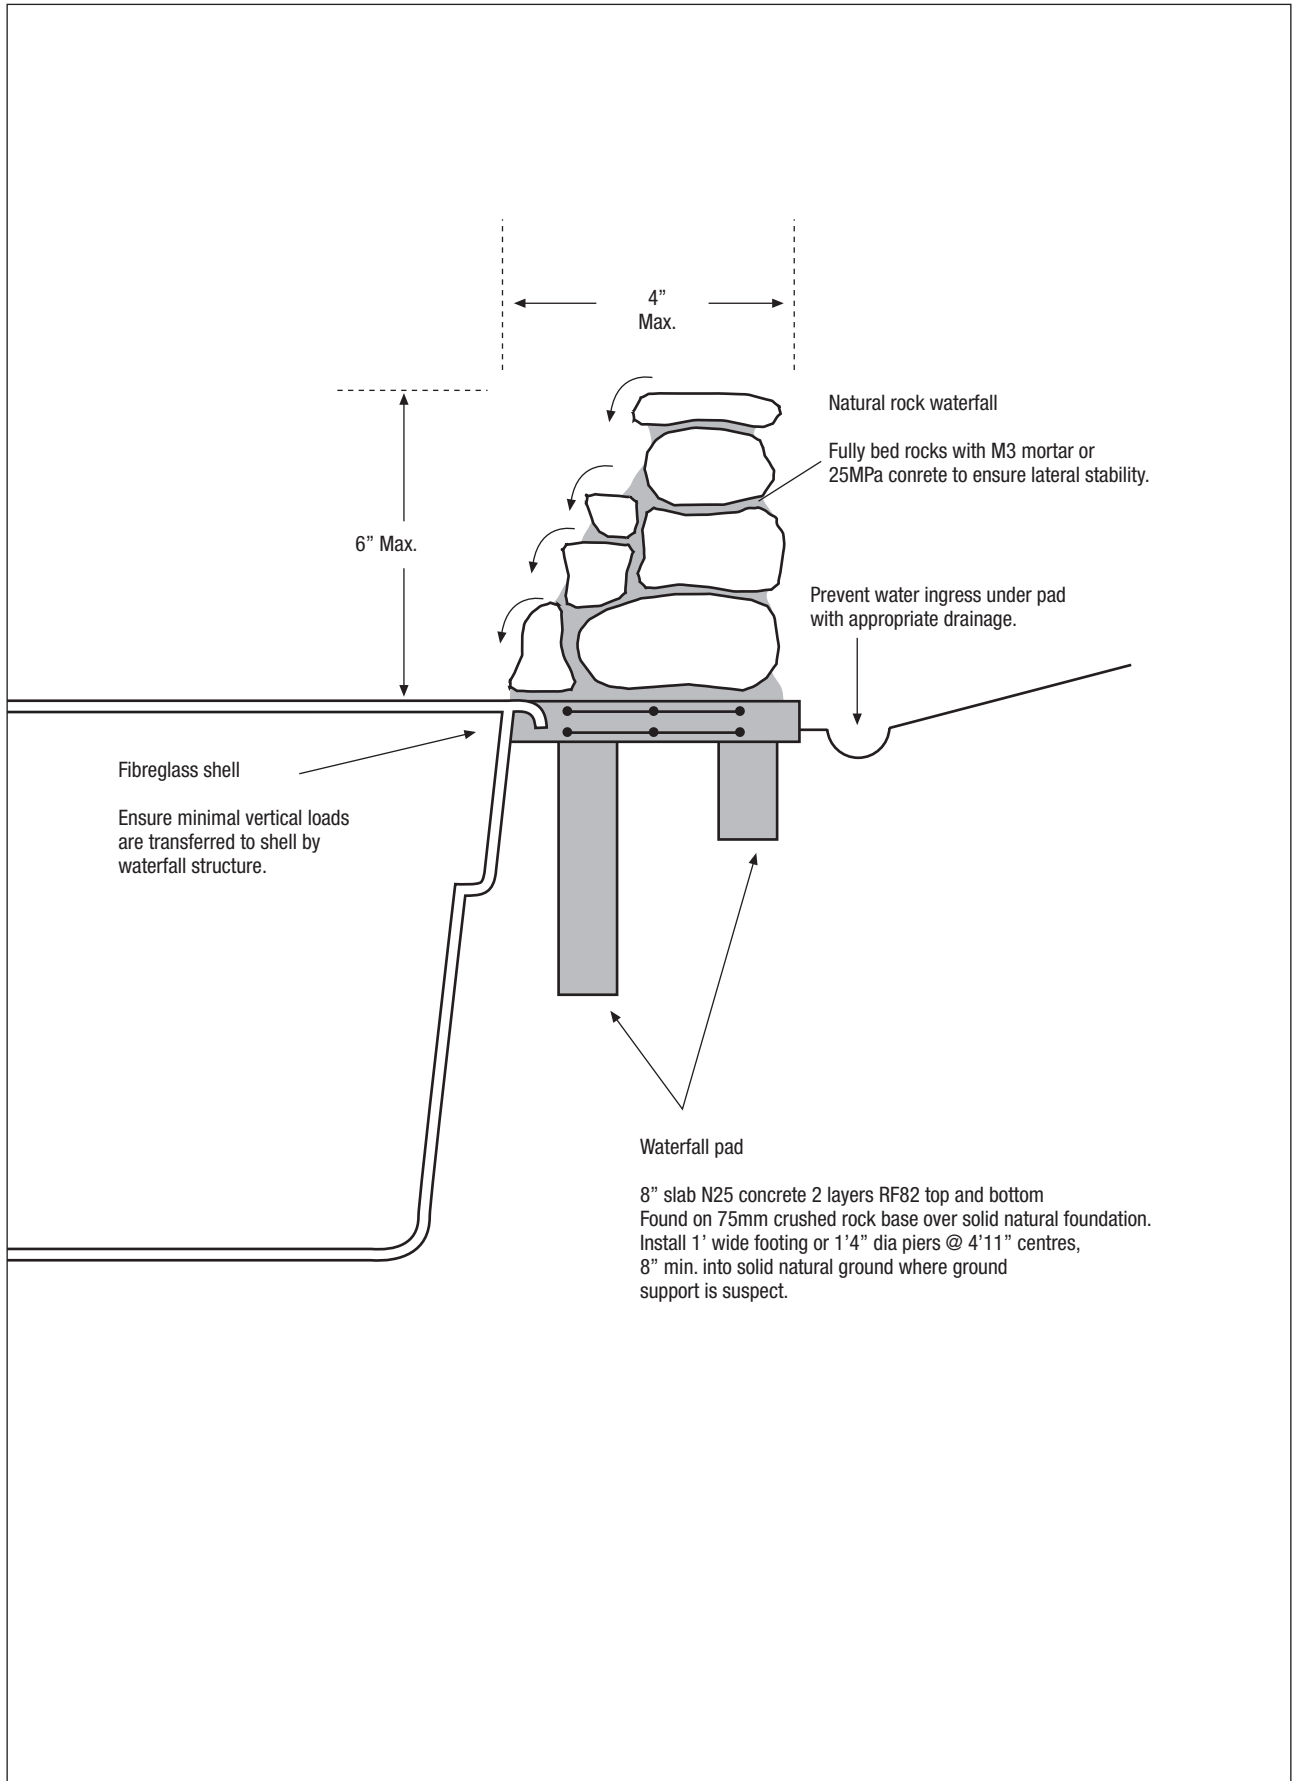 4”
Max.
Natural rock waterfall
Fully bed rocks with M3 mortar or
25MPa conrete to ensure lateral stability.
6” Max.
Prevent water ingress under pad
with appropriate drainage.
Fibreglass shell
Ensure minimal vertical loads
are transferred to shell by
waterfall structure.
Waterfall pad
8” slab N25 concrete 2 layers RF82 top and bottom
Found on 75mm crushed rock base over solid natural foundation.
Install 1’ wide footing or 1’4” dia piers @ 4’11” centres,
8” min. into solid natural ground where ground
support is suspect.